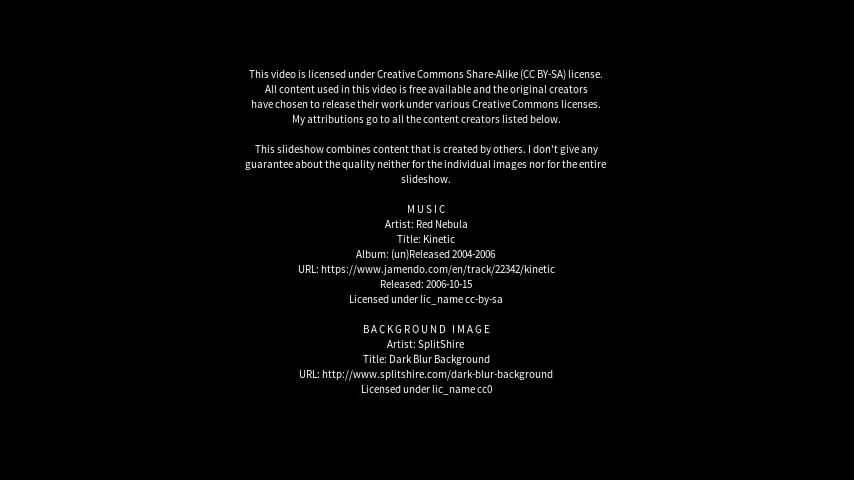 This video is licensed under Creative Commons Share-Alike (CC BY-SA) license.
All content used in this video is free available and the original creators
have chosen to release their work under various Creative Commons licenses.
My attributions go to all the content creators listed below.
This slideshow combines content that is created by others. I don't give any
guarantee about the quality neither for the individual images nor for the entire
slideshow.
MUSIC
Artist: Red Nebula
Title: Kinetic
Album: (un)Released 2004-2006
URL: https://www.jamendo.com/en/track/22342/kinetic
Released: 2006-10-15
Licensed under lic_name cc-by-sa
BACKGROUND IMAGE
Artist: SplitShire
Title: Dark Blur Background
URL: http://www.splitshire.com/dark-blur-background
Licensed under lic_name cc0